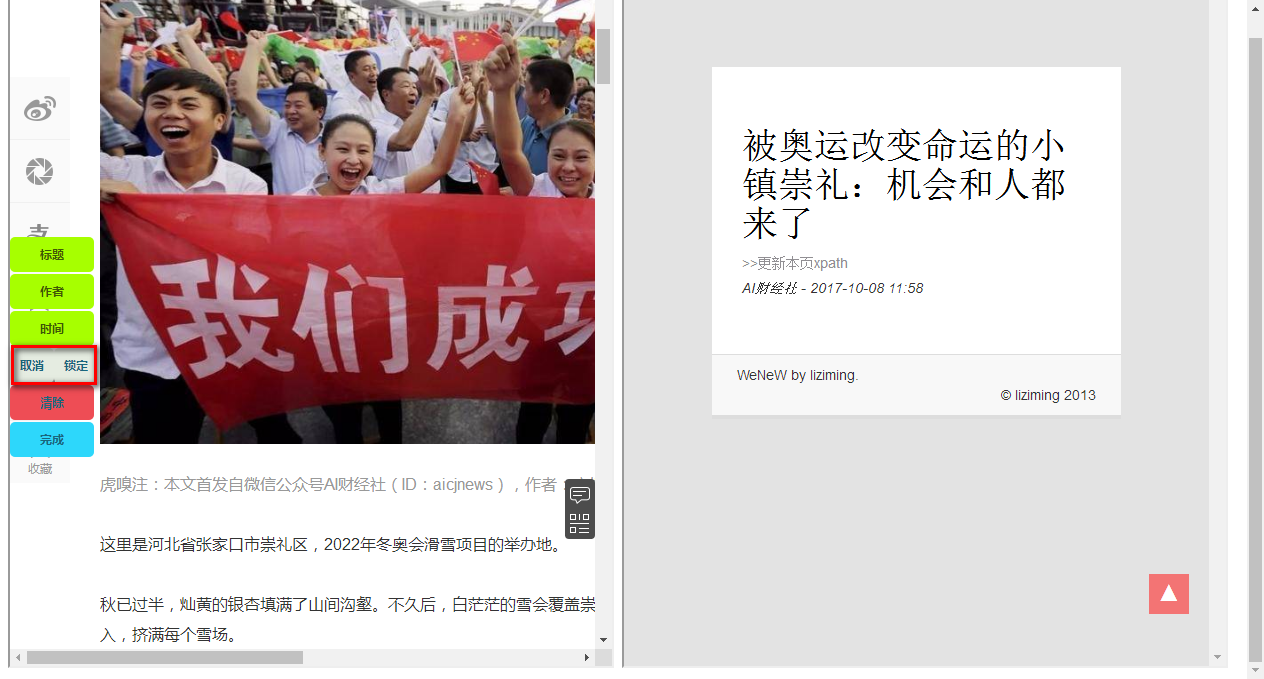 支
标题
作者
时间
取消 锁定
清除
完成
收藏
我们成功
虎嗅注：本文首发自微信公众号AI财经社（ID：aicjnews），作者：
这里是河北省张家口市崇礼区，2022年冬奥会滑雪项目的举办地。
秋已过半，灿黄的银杏填满了山间沟壑。不久后，白茫茫的雪会覆盖崇
入，挤满每个雪场。
被奥运改变命运的小
镇崇礼：机会和人都
来了
>>更新本页xpath
AI财经社 - 2017-10-08 11:58
WeNeW by liziming.
© liziming 2013